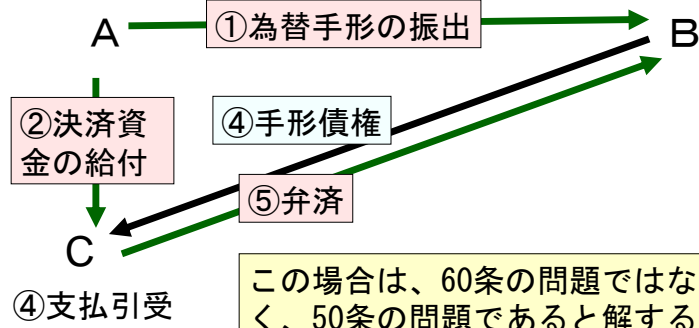 ①為替手形の振出
A
B
②決済資
金の給付
④手形債権
⑤弁済
C
④支払引受
この場合は、60条の問題ではな
く、50条の問題であると解する